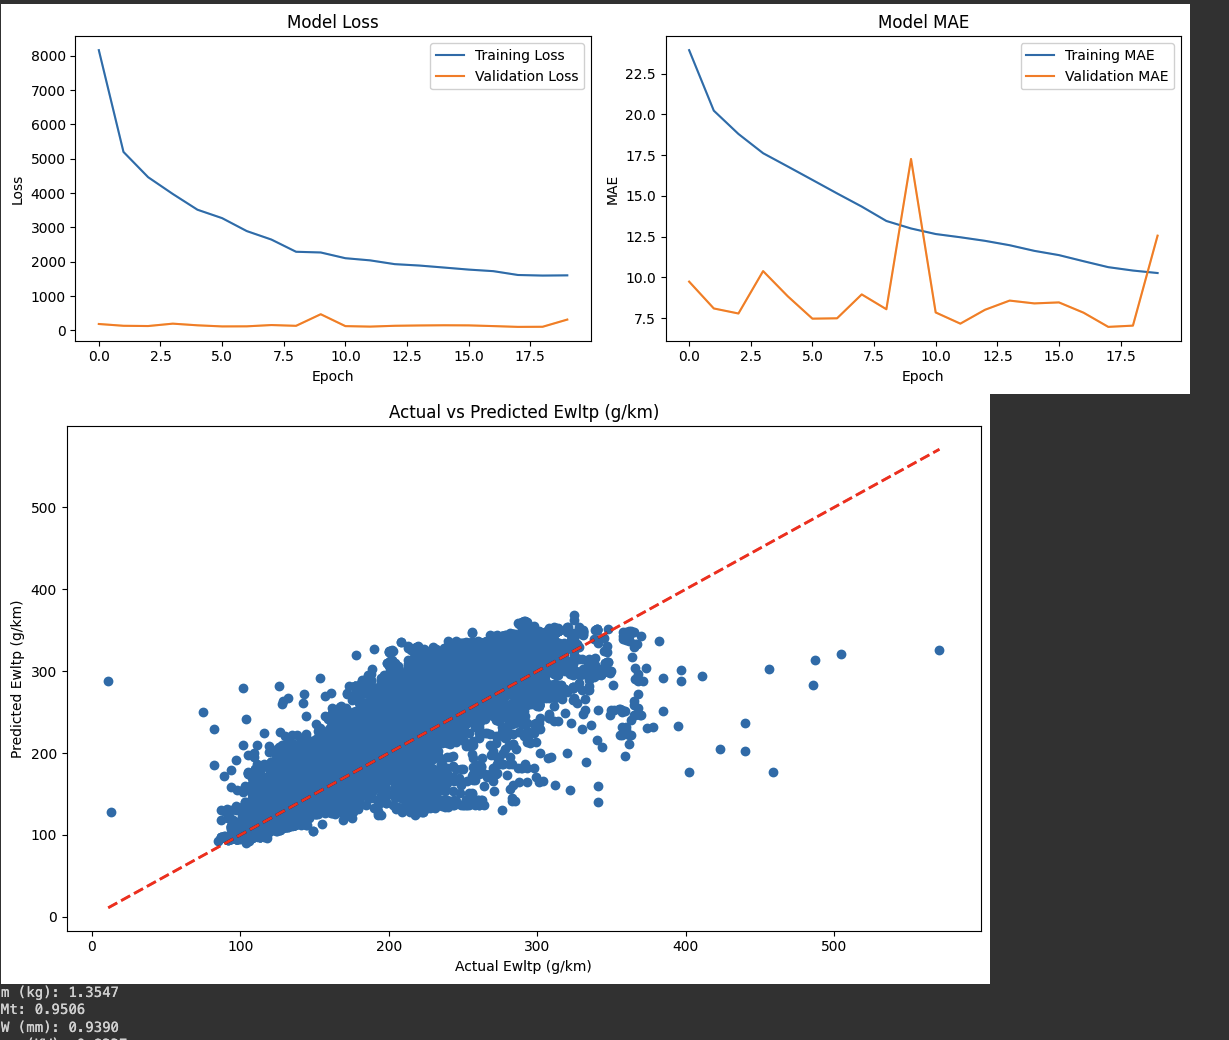 Model Loss
Training Loss
Validation Loss
8000
7000
6000
5000
4000
3000
2000
1000
0
Loss
0.0 2.5 5.0 7.5 10.0 12.5 15.0 17.5
Epoch
Model MAE
Training MAE
Validation MAE
22.5
20.0
17.5
15.0
12.5
10.0
7.5
MAE
0.0 2.5 5.0 7.5 10.0 12.5 15.0 17.5
Epoch
Actual vs Predicted Ewltp (g/km)
500
400
300
200
100
0
Predicted Ewltp (g/km)
0 100 200 300 400 500
Actual Ewltp (g/km)
m (kg): 1.3547
Mt: 0.9506
W (mm): 0.9390